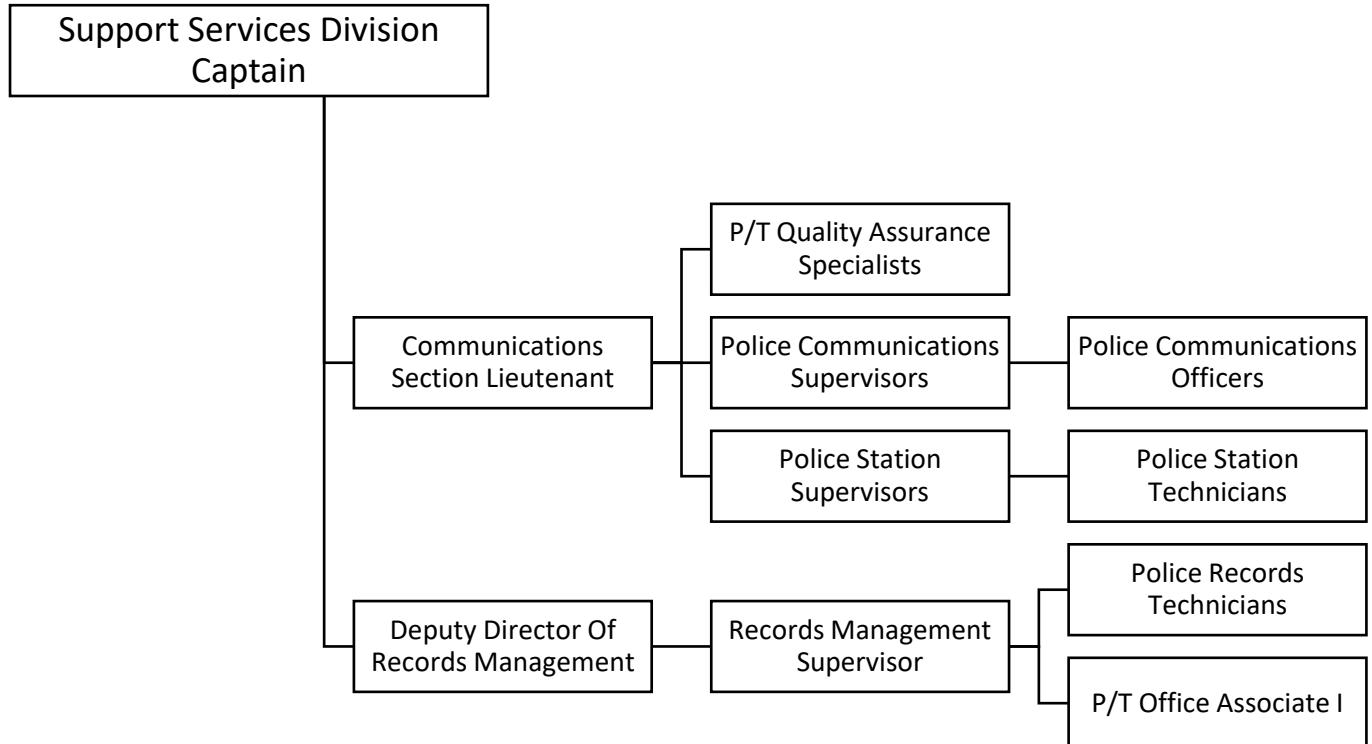 Support Services Division
Captain
P/T Quality Assurance
Specialists
Communications
Section Lieutenant
Police Communications
Supervisors
Police Communications
Officers
Police Station
Supervisors
Police Station
Technicians
Police Records
Technicians
Deputy Director Of
Records Management
Records Management
Supervisor
P/T Office Associate I